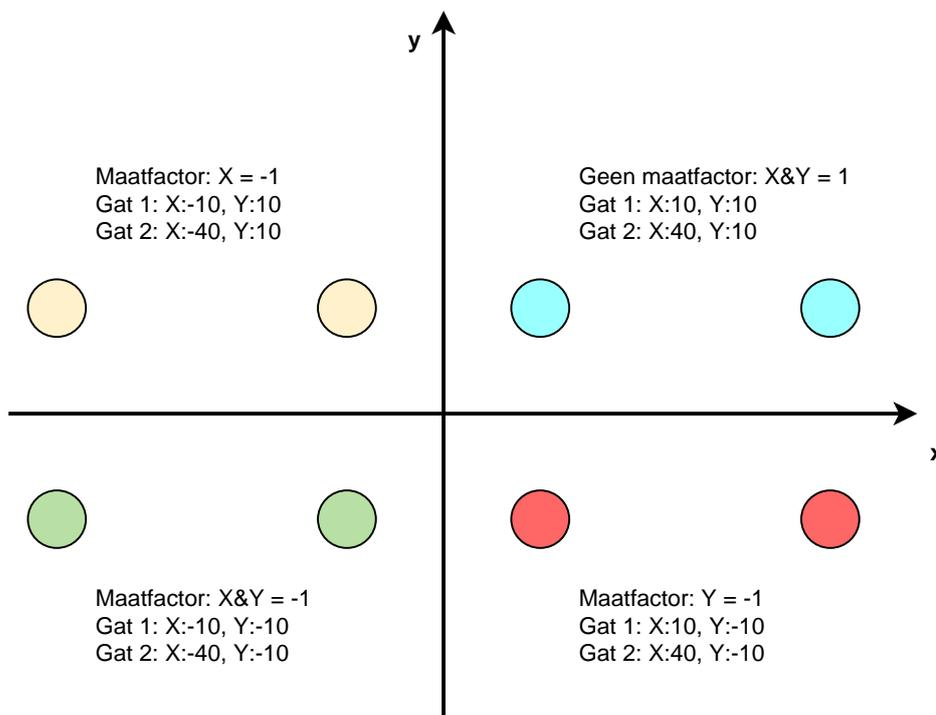 y
Maatfactor: X = -1
Gat 1: X:-10, Y:10
Gat 2: X:-40, Y:10
Geen maatfactor: X&Y = 1
Gat 1: X:10, Y:10
Gat 2: X:40, Y:10
x
Maatfactor: X&Y = -1
Gat 1: X:-10, Y:-10
Gat 2: X:-40, Y:-10
Maatfactor: Y = -1
Gat 1: X:10, Y:-10
Gat 2: X:40, Y:-10